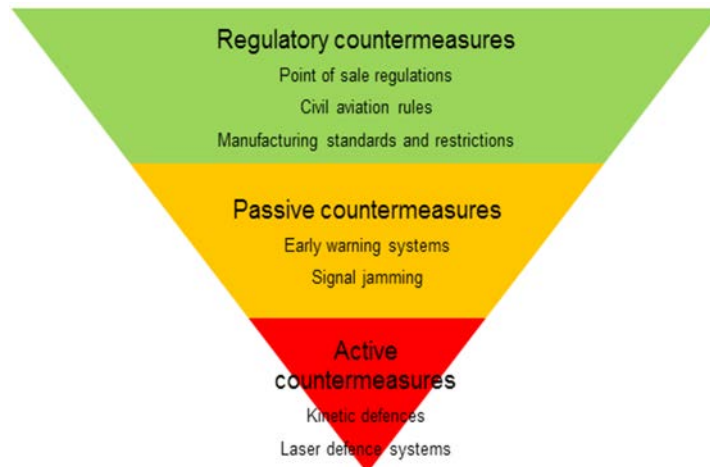 Regulatory countermeasures
Point of sale regulations
Civil aviation rules
Manufacturing standards and restrictions
Passive countermeasures
Early warning systems
Signal jamming
Active
countermeasures
Kinetic defences
Laser defence systems